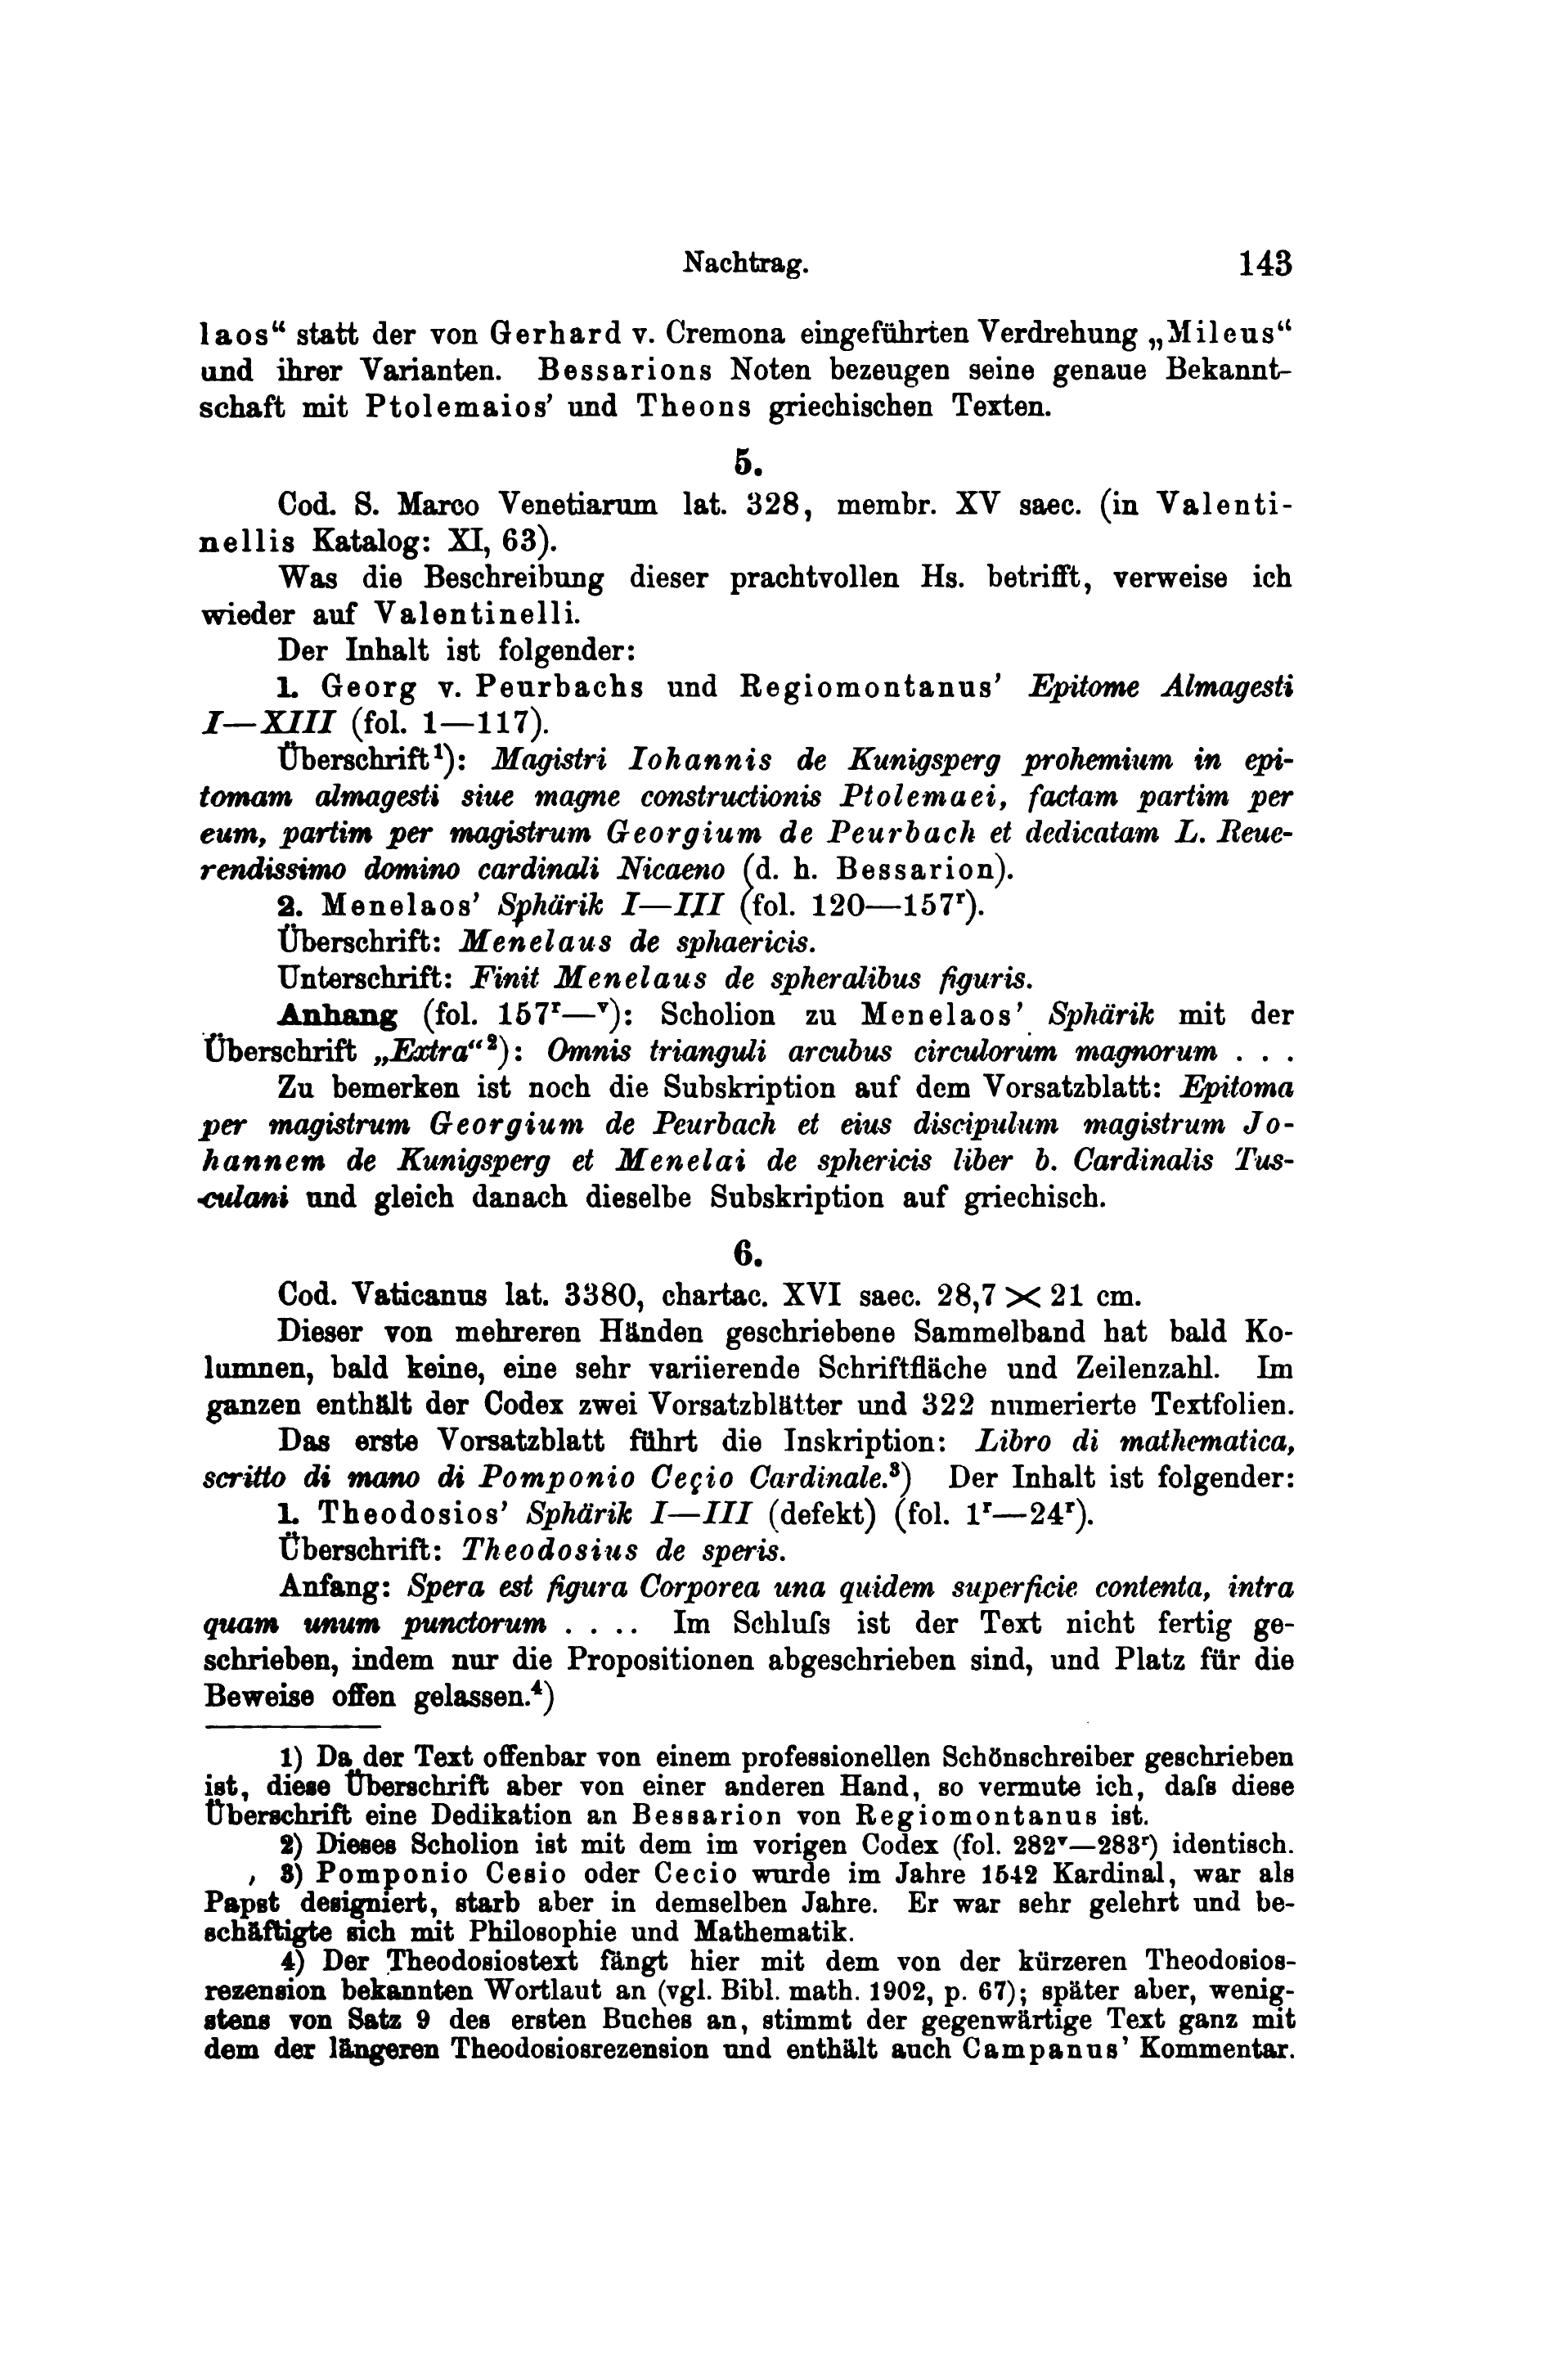 Nachtrag. 143
laos“ statt der von Gerhard v. Cremona eingeführten Verdrehung „Mileus“
und ihrer Varianten. Bessarions Noten bezeugen seine genaue Bekannt-
schaft mit Ptolemaios’ und Theons griechischen Texten.
5.
Cod. S. Marco Venetiarum lat. 328, membr. XV saec. (in Valenti-
nellis Katalog: XI, 63).
Was die Beschreibung dieser prachtvollen Hs. betrifft, verweise ich
wieder auf Valentinelli.
Der Inhalt ist folgender:
1. Georg v. Peurbachs und Regiomontanus’ Epitome Almagesti
I—XIII (fol. 1—117).
Überschrift¹): Magistri Iohannis de Kunigsperg prohemium in epi-
tomam almagesti siue magne constructionis Ptolemaei, factam partim per
eum, partim per magistrum Georgium de Peurbach et dedicatam L. Reue-
rendissimo domino cardinali Nicaeno (d. h. Bessarion).
2. Menelaos’ Sphärik I—III (fol. 120—157ʳ).
Überschrift: Menelaus de sphaericis.
Unterschrift: Finit Menelaus de spheralibus figuris.
Anhang (fol. 157ʳ—ᵛ): Scholion zu Menelaos’ Sphärik mit der
Überschrift „Extra“²): Omnis trianguli arcubus circulorum magnorum . . .
Zu bemerken ist noch die Subskription auf dem Vorsatzblatt: Epitoma
per magistrum Georgium de Peurbach et eius discipulum magistrum Jo-
hannem de Kunigsperg et Menelai de sphericis liber b. Cardinalis Tus-
culani und gleich danach dieselbe Subskription auf griechisch.
6.
Cod. Vaticanus lat. 3380, chartac. XVI saec. 28,7 × 21 cm.
Dieser von mehreren Händen geschriebene Sammelband hat bald Ko-
lumnen, bald keine, eine sehr variierende Schriftfläche und Zeilenzahl. Im
ganzen enthält der Codex zwei Vorsatzblätter und 322 numerierte Textfolien.
Das erste Vorsatzblatt führt die Inskription: Libro di mathematica,
scritto di mano di Pomponio Ceçio Cardinale.³) Der Inhalt ist folgender:
1. Theodosios’ Sphärik I—III (defekt) (fol. 1ʳ—24ʳ).
Überschrift: Theodosius de speris.
Anfang: Spera est figura Corporea una quidem superficie contenta, intra
quam unum punctorum . . . . Im Schluſs ist der Text nicht fertig ge-
schrieben, indem nur die Propositionen abgeschrieben sind, und Platz für die
Beweise offen gelassen.⁴)
1) Da der Text offenbar von einem professionellen Schönschreiber geschrieben
ist, diese Überschrift aber von einer anderen Hand, so vermute ich, daſs diese
Überschrift eine Dedikation an Bessarion von Regiomontanus ist.
2) Dieses Scholion ist mit dem im vorigen Codex (fol. 282ᵛ—283ʳ) identisch.
3) Pomponio Cesio oder Cecio wurde im Jahre 1542 Kardinal, war als
Papst designiert, starb aber in demselben Jahre. Er war sehr gelehrt und be-
schäftigte sich mit Philosophie und Mathematik.
4) Der Theodosiostext fängt hier mit dem von der kürzeren Theodosios-
rezension bekannten Wortlaut an (vgl. Bibl. math. 1902, p. 67); später aber, wenig-
stens von Satz 9 des ersten Buches an, stimmt der gegenwärtige Text ganz mit
dem der längeren Theodosiosrezension und enthält auch Campanus’ Kommentar.